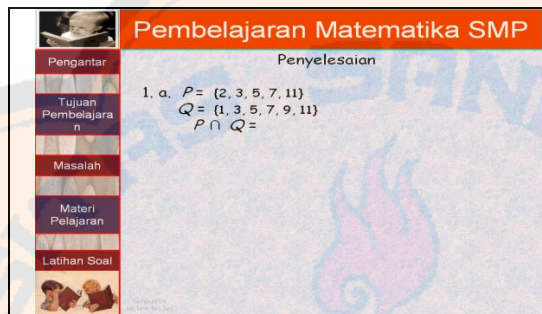 Pembelajaran Matematika SMP
Pengantar
Tujuan
Pembelajara
n
Masalah
Materi
Pelajaran
Latihan Soal
Penyelesaian
1. a. P = {2, 3, 5, 7, 11}
Q = {1, 3, 5, 7, 9, 11}
P ∩ Q =